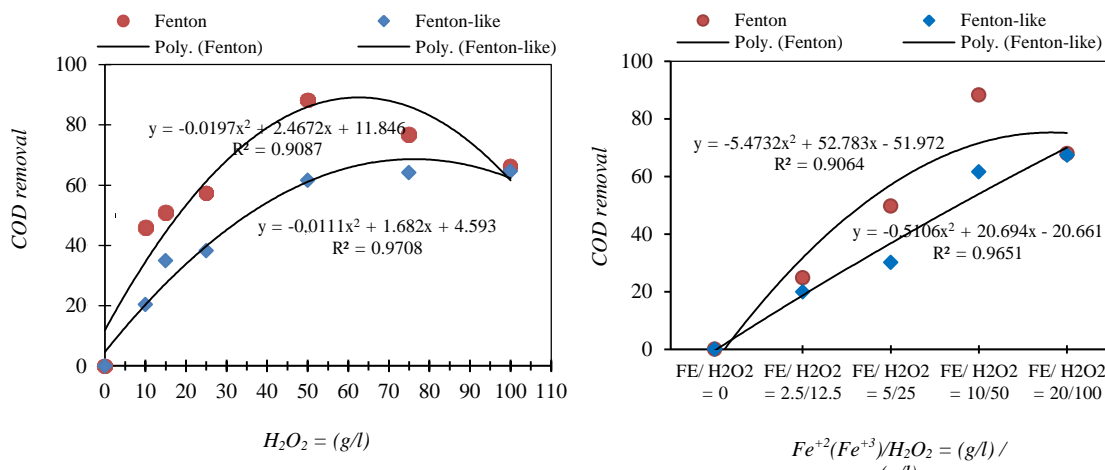 Fenton Fenton-like
Poly. (Fenton) Poly. (Fenton-like)
100
80
60
40
20
0
COD removal
y = -0.0197x² + 2.4672x + 11.846
R² = 0.9087
y = -0.0111x² + 1.682x + 4.593
R² = 0.9708
0 10 20 30 40 50 60 70 80 90 100 110
H₂O₂ = (g/l)
Fenton Fenton-like
Poly. (Fenton) Poly. (Fenton-like)
100
80
60
40
20
0
COD removal
y = -5.4732x² + 52.783x - 51.972
R² = 0.9064
y = -0.5106x² + 20.694x - 20.661
R² = 0.9651
FE/ H2O2 FE/ H2O2 FE/ H2O2 FE/ H2O2 FE/ H2O2
= 0 = 2.5/12.5 = 5/25 = 10/50 = 20/100
Fe⁺²(Fe⁺³)/H₂O₂ = (g/l) /